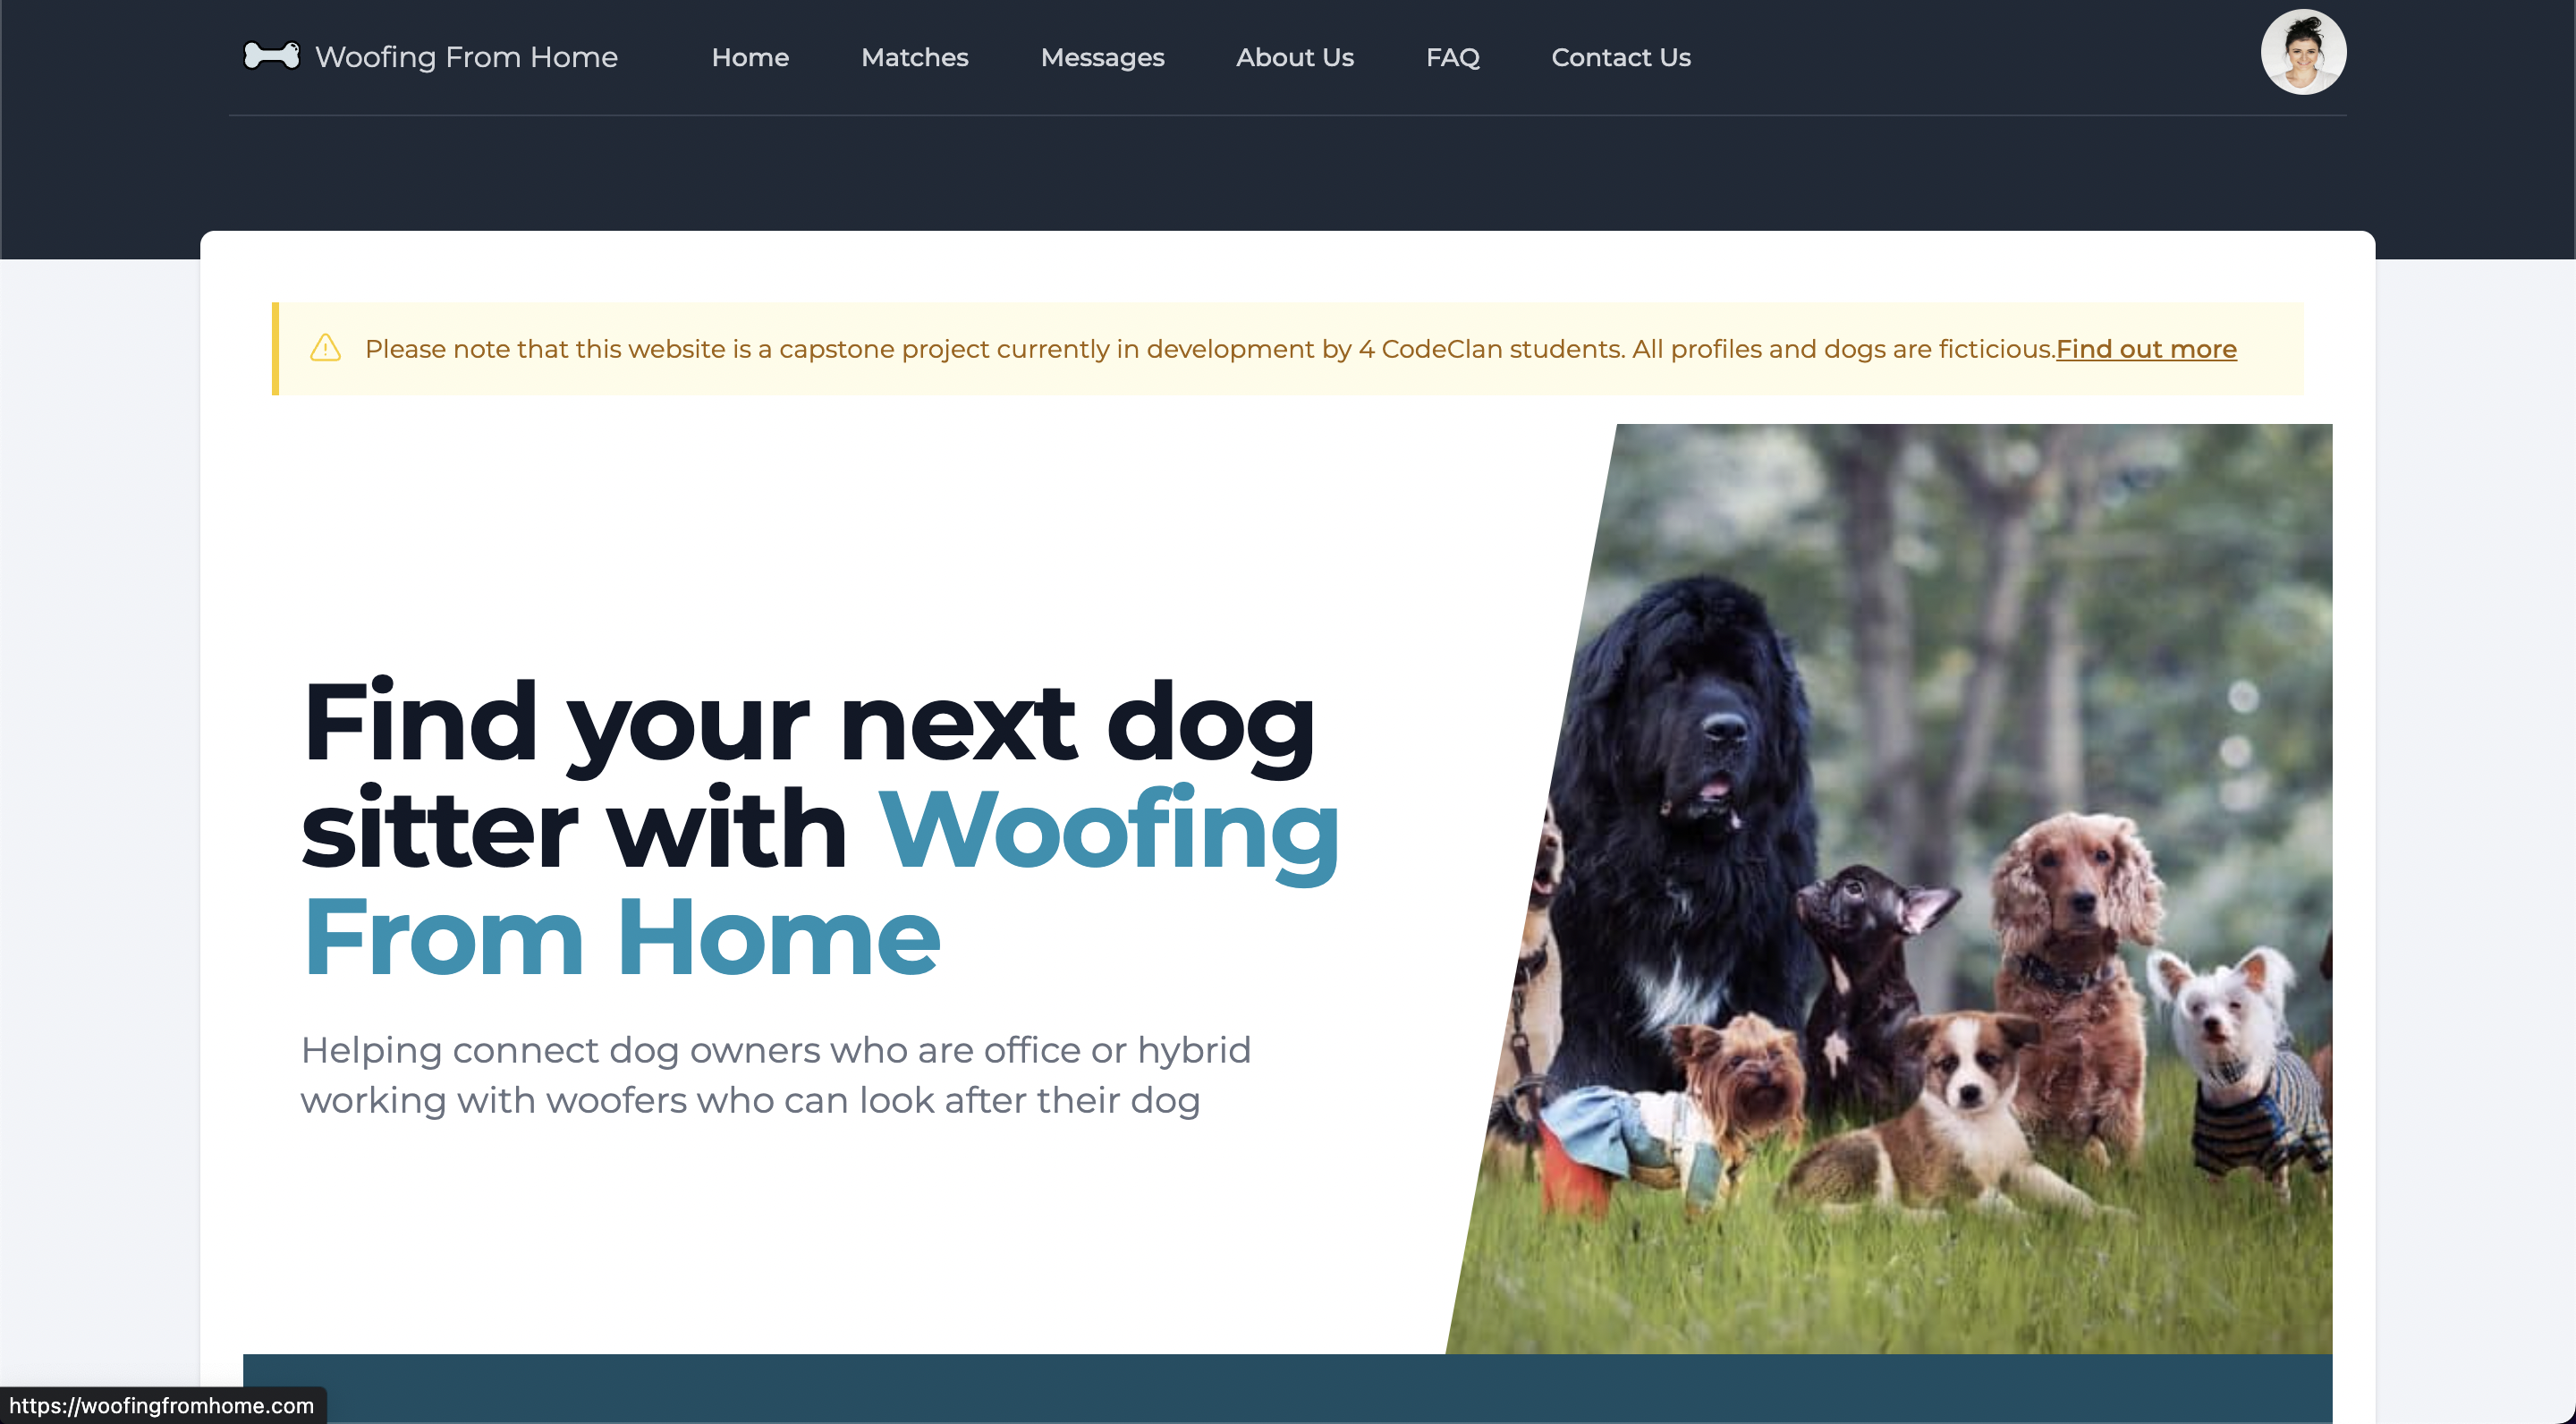 Woofing From Home Home Matches Messages About Us FAQ Contact Us
Please note that this website is a capstone project currently in development by 4 CodeClan students. All profiles and dogs are ficticious.Find out more
Find your next dog
sitter with Woofing
From Home
Helping connect dog owners who are office or hybrid
working with woofers who can look after their dog
https://woofingfromhome.com